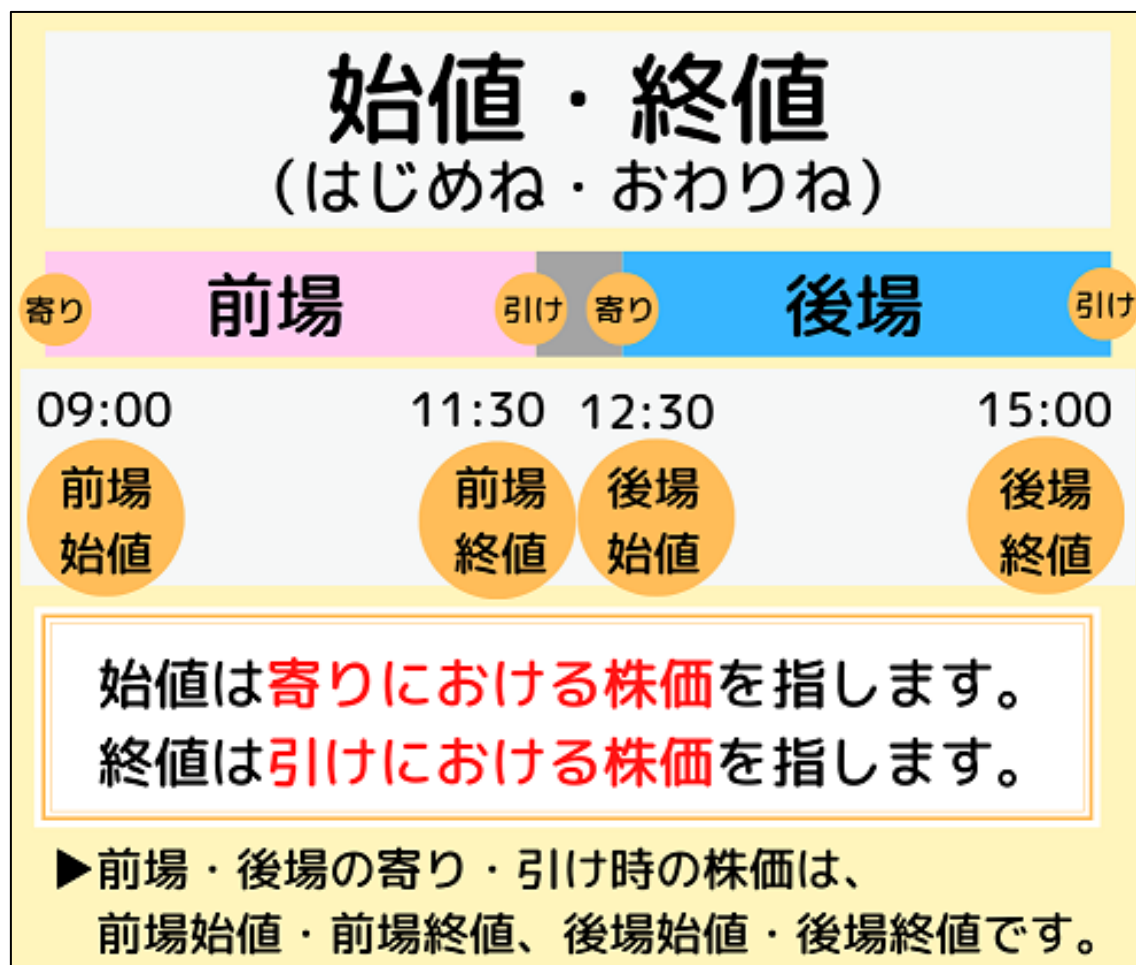 始値・終値
（はじめね・おわりね）
寄り 前場 引け 寄り 後場 引け
09:00 11:30 12:30 15:00
前場 前場 後場 後場
始値 終値 始値 終値
始値は寄りにおける株価を指します。
終値は引けにおける株価を指します。
▶前場・後場の寄り・引け時の株価は、
前場始値・前場終値、後場始値・後場終値です。